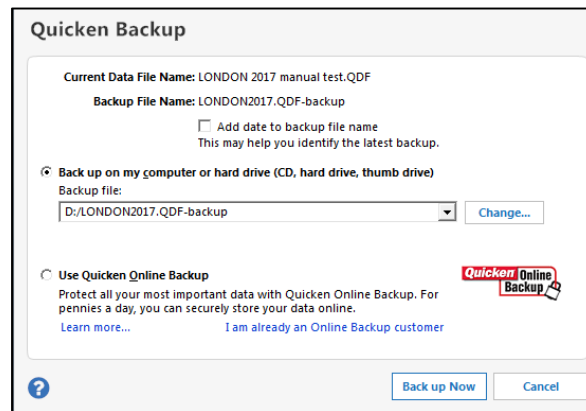 Quicken Backup
Current Data File Name: LONDON 2017 manual test.QDF
Backup File Name: LONDON2017.QDF-backup
Add date to backup file name
This may help you identify the latest backup.
Back up on my computer or hard drive (CD, hard drive, thumb drive)
Backup file:
D:/LONDON2017.QDF-backup
Change...
Use Quicken Online Backup
Quicken Online
Backup
Protect all your most important data with Quicken Online Backup. For
pennies a day, you can securely store your data online.
Learn more... I am already an Online Backup customer
? Back up Now Cancel